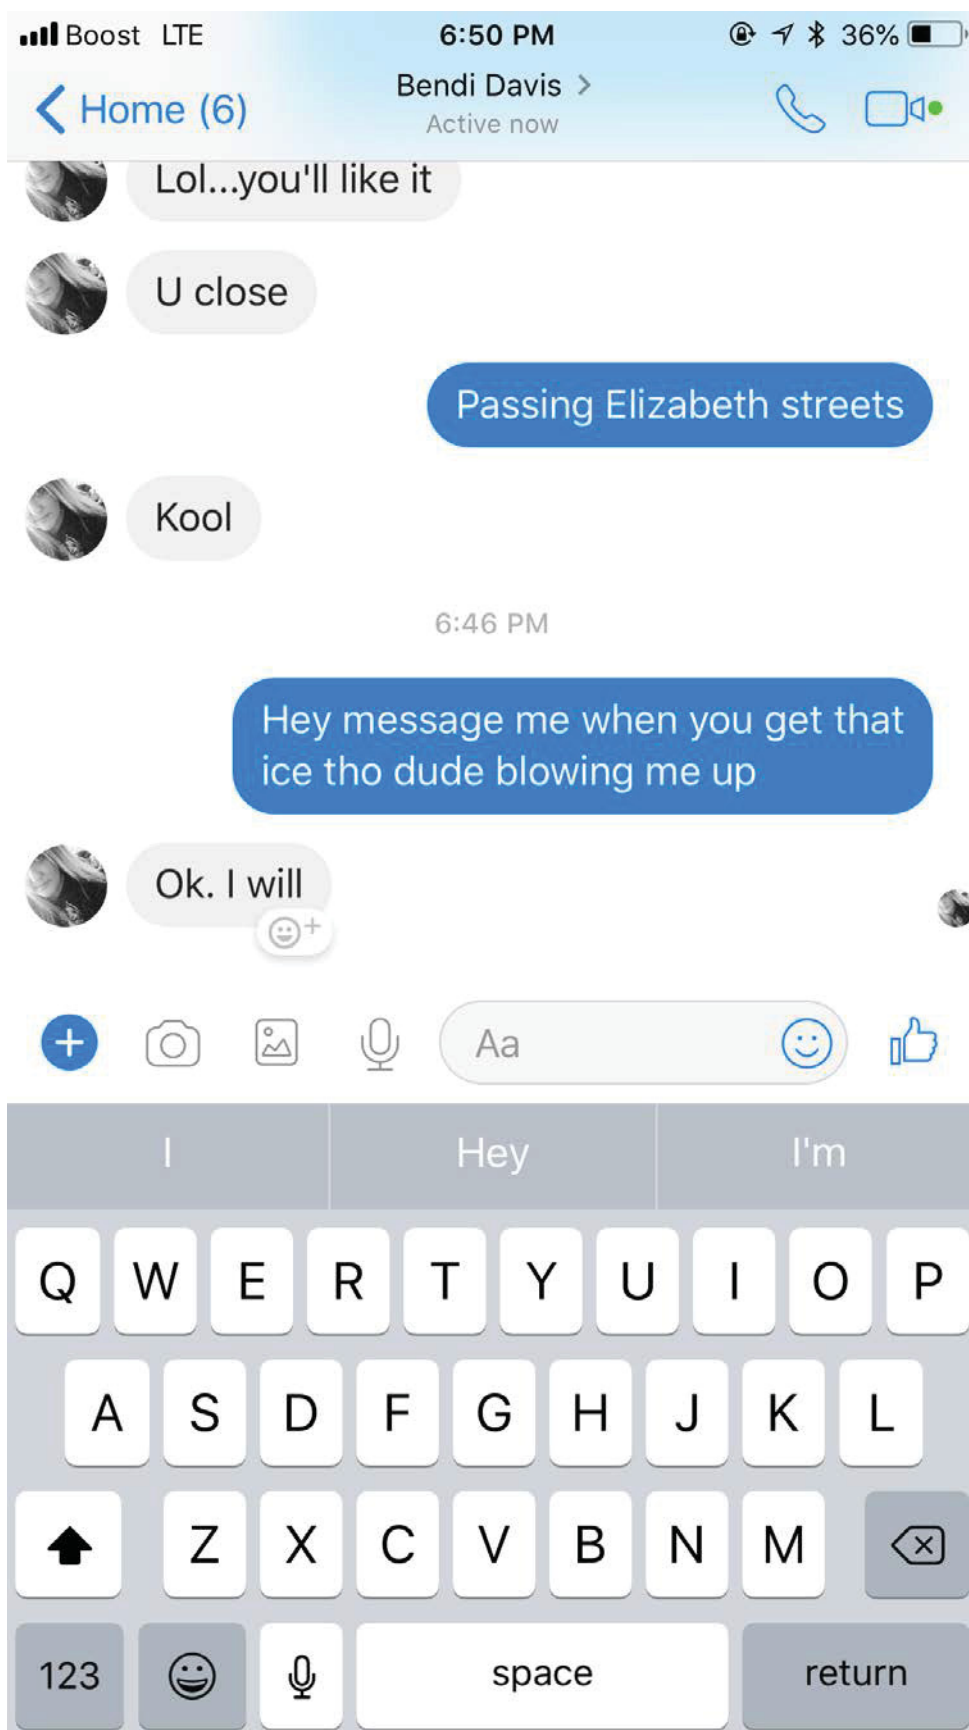 Boost LTE 6:50 PM 36%
Home (6) Bendi Davis
Active now
Lol...you'll like it
U close
Passing Elizabeth streets
Kool
6:46 PM
Hey message me when you get that
ice tho dude blowing me up
Ok. I will
Aa
I Hey I'm
Q W E R T Y U I O P
A S D F G H J K L
Z X C V B N M
123 space return